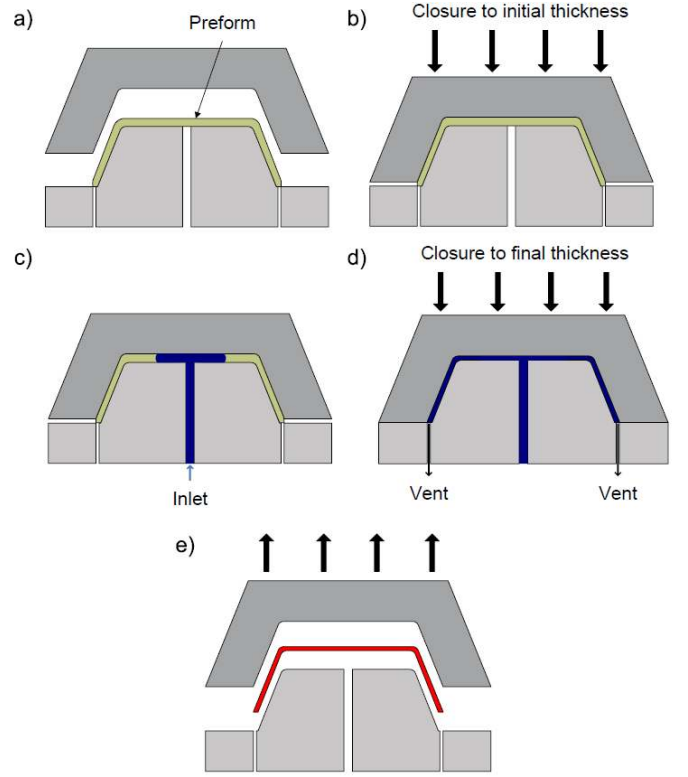 a)
Preform
b)
Closure to initial thickness
c)
Inlet
d)
Closure to final thickness
Vent
Vent
e)